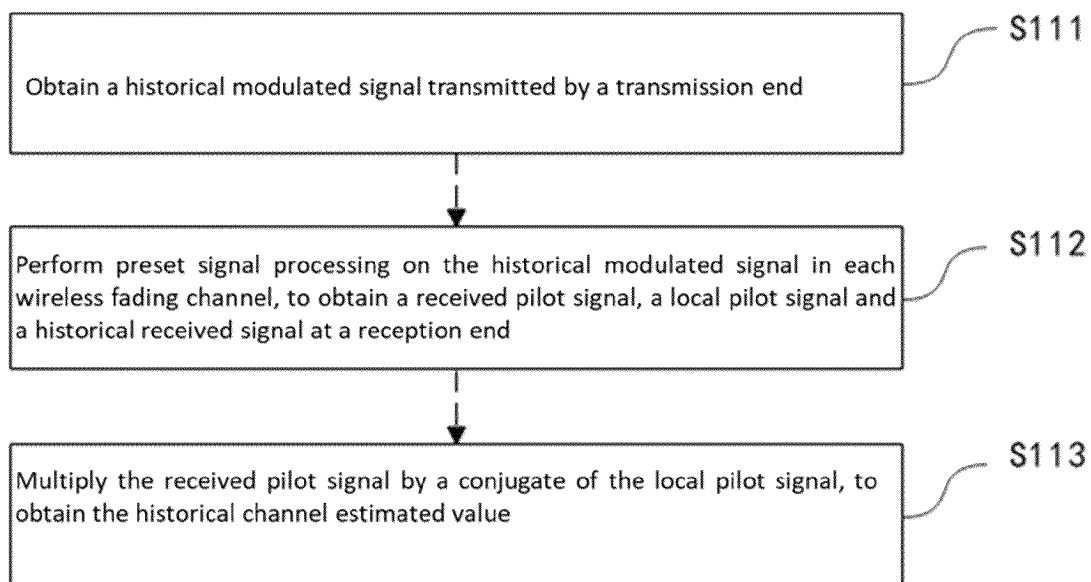 S111
Obtain a historical modulated signal transmitted by a transmission end
S112
Perform preset signal processing on the historical modulated signal in each
wireless fading channel, to obtain a received pilot signal, a local pilot signal and
a historical received signal at a reception end
S113
Multiply the received pilot signal by a conjugate of the local pilot signal, to
obtain the historical channel estimated value